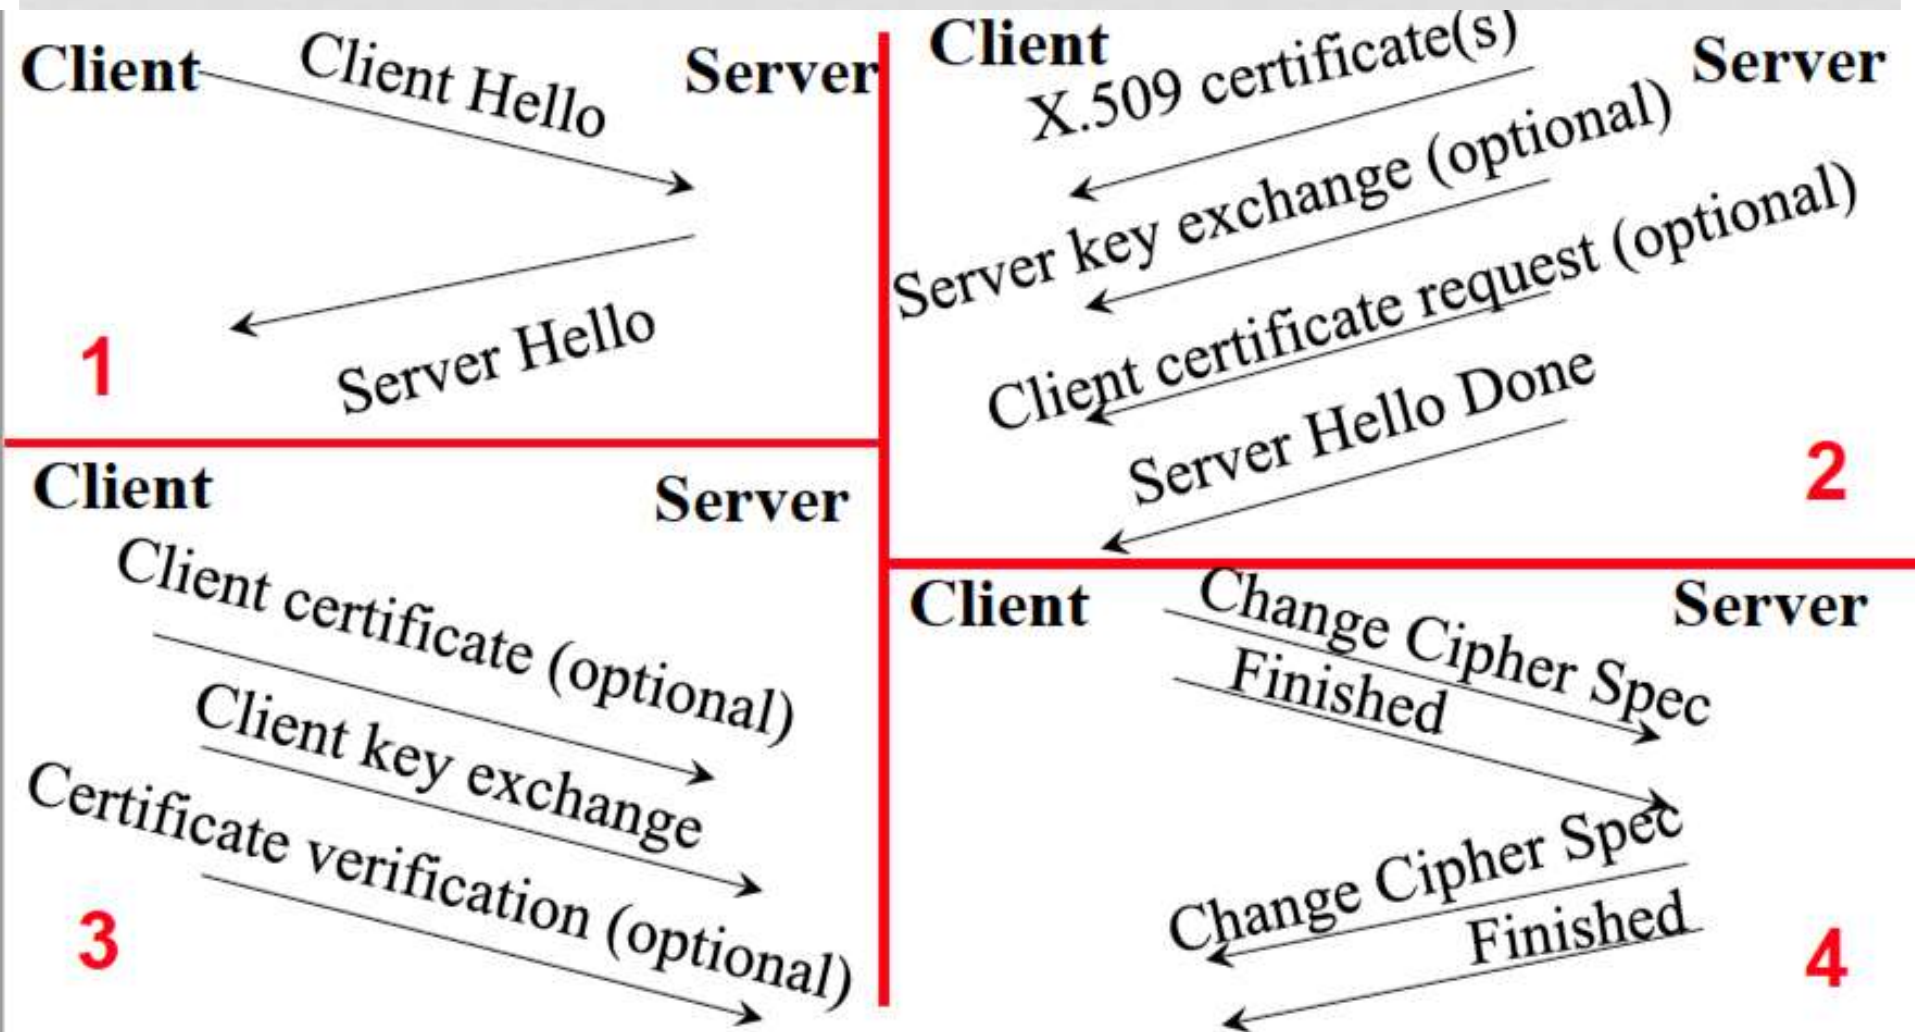 Client
Server
Client Hello
Server Hello
1
Client
Server
X.509 certificate(s)
Server key exchange (optional)
Client certificate request (optional)
Server Hello Done
2
Client
Server
Client certificate (optional)
Client key exchange
Certificate verification (optional)
3
Client
Server
Change Cipher Spec
Finished
Change Cipher Spec
Finished
4